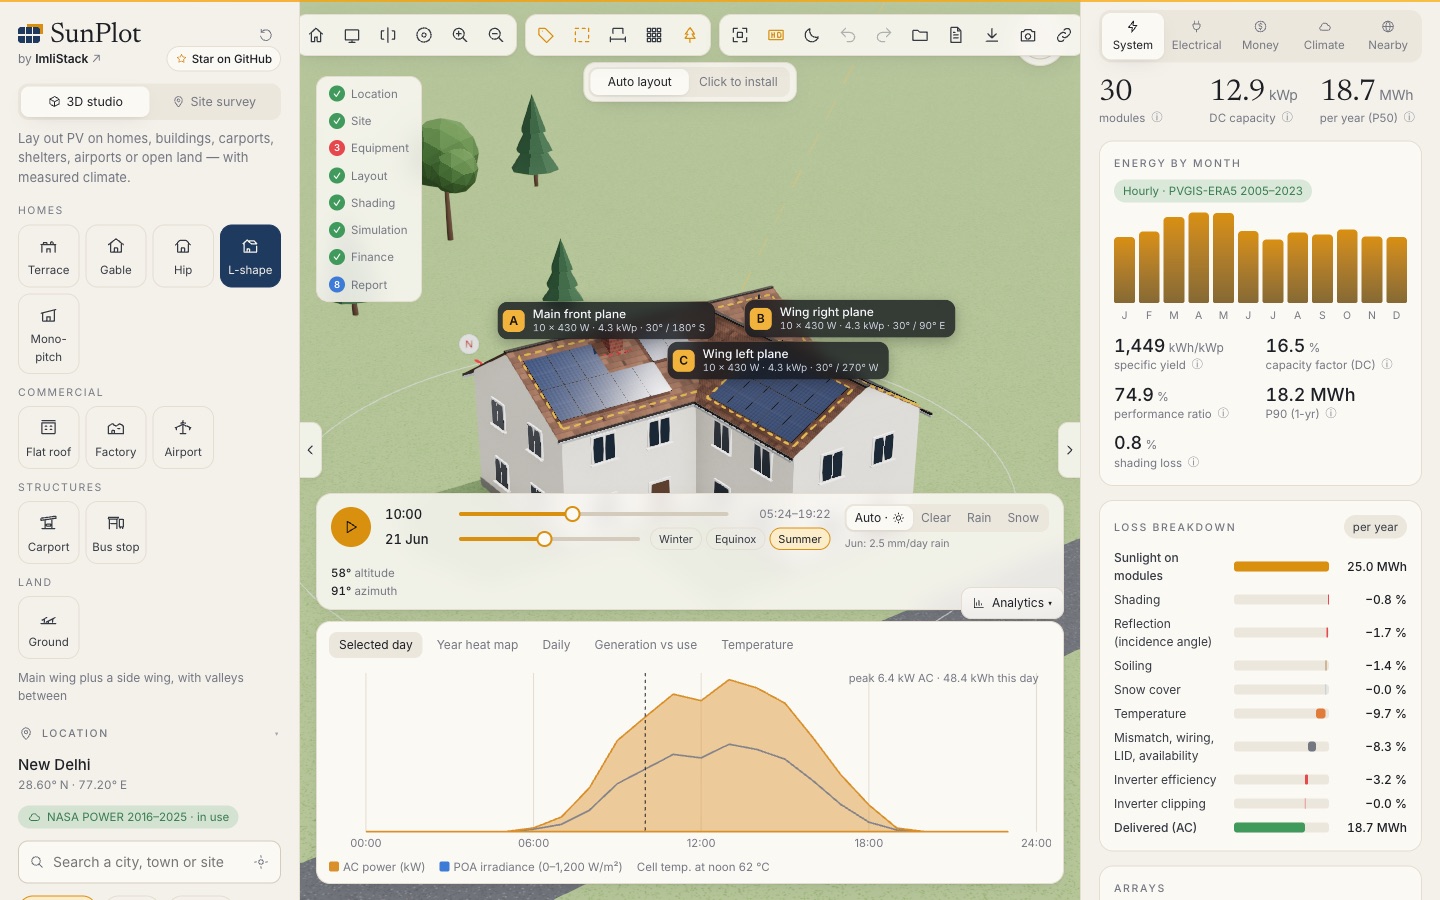 SunPlot
by ImliStack ↗
Star on GitHub
3D studio
Site survey
Lay out PV on homes, buildings, carports,
shelters, airports or open land — with
measured climate.
HOMES
Terrace
Gable
Hip
L-shape
Mono-
pitch
COMMERCIAL
Flat roof
Factory
Airport
STRUCTURES
Carport
Bus stop
LAND
Ground
Main wing plus a side wing, with valleys
between
LOCATION
New Delhi
28.60° N · 77.20° E
NASA POWER 2016–2025 · in use
Search a city, town or site
HD
Auto layout
Click to install
Location
Site
3 Equipment
Layout
Shading
Simulation
Finance
8 Report
N
A Main front plane
10 × 430 W · 4.3 kWp · 30° / 180° S
B Wing right plane
10 × 430 W · 4.3 kWp · 30° / 90° E
C Wing left plane
10 × 430 W · 4.3 kWp · 30° / 270° W
10:00
05:24–19:22
21 Jun
Winter
Equinox
Summer
Auto ·
Clear
Rain
Snow
Jun: 2.5 mm/day rain
58° altitude
91° azimuth
Analytics
Selected day
Year heat map
Daily
Generation vs use
Temperature
peak 6.4 kW AC · 48.4 kWh this day
00:00
06:00
12:00
18:00
24:00
AC power (kW)
POA irradiance (0–1,200 W/m²)
Cell temp. at noon 62 °C
System
Electrical
Money
Climate
Nearby
30
modules
12.9 kWp
DC capacity
18.7 MWh
per year (P50)
ENERGY BY MONTH
Hourly · PVGIS-ERA5 2005–2023
J F M A M J J A S O N D
1,449 kWh/kWp
specific yield
16.5 %
capacity factor (DC)
74.9 %
performance ratio
18.2 MWh
P90 (1-yr)
0.8 %
shading loss
LOSS BREAKDOWN
per year
Sunlight on
modules
25.0 MWh
Shading
−0.8 %
Reflection
(incidence angle)
−1.7 %
Soiling
−1.4 %
Snow cover
−0.0 %
Temperature
−9.7 %
Mismatch, wiring,
LID, availability
−8.3 %
Inverter efficiency
−3.2 %
Inverter clipping
−0.0 %
Delivered (AC)
18.7 MWh
ARRAYS